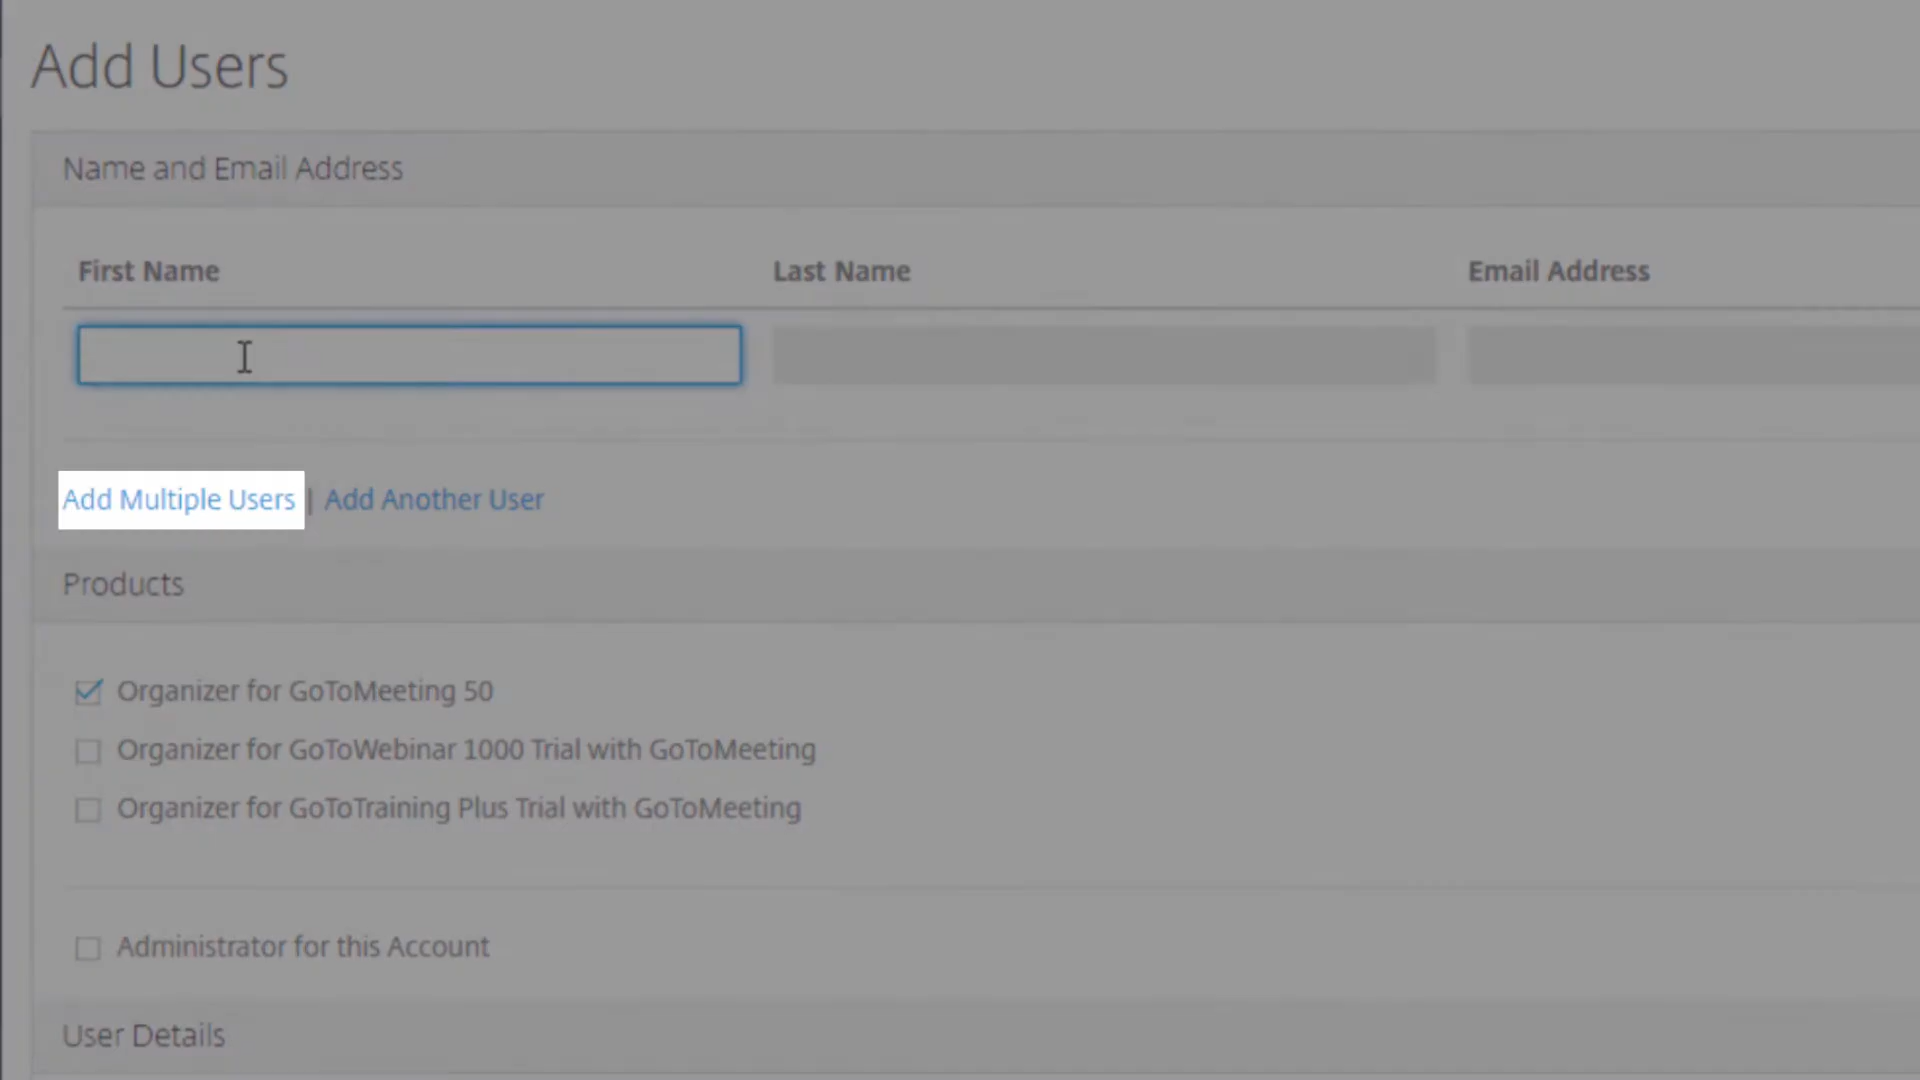 Add Users
Name and Email Address
First Name Last Name Email Address
Add Multiple Users | Add Another User
Products
Organizer for GoToMeeting 50
Organizer for GoToWebinar 1000 Trial with GoToMeeting
Organizer for GoToTraining Plus Trial with GoToMeeting
Administrator for this Account
User Details